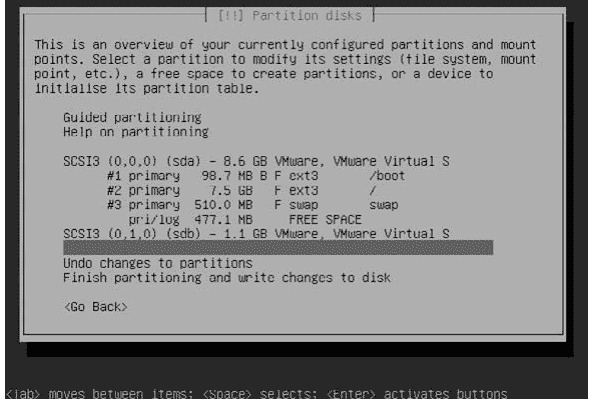 [!!] Partition disks
This is an overview of your currently configured partitions and mount
points. Select a partition to modify its settings (file system, mount
point, etc.), a free space to create partitions, or a device to
initialise its partition table.
Guided partitioning
Help on partitioning
SCSI3 (0,0,0) (sda) - 8.6 GB VMware, VMware Virtual S
#1 primary 98.7 MB B F ext3 /boot
#2 primary 7.5 GB F ext3 /
#3 primary 510.0 MB F swap swap
pri/log 477.1 MB FREE SPACE
SCSI3 (0,1,0) (sdb) - 1.1 GB VMware, VMware Virtual S
Undo changes to partitions
Finish partitioning and write changes to disk
<Go Back>
<Tab> moves between items; <Space> selects; <Enter> activates buttons